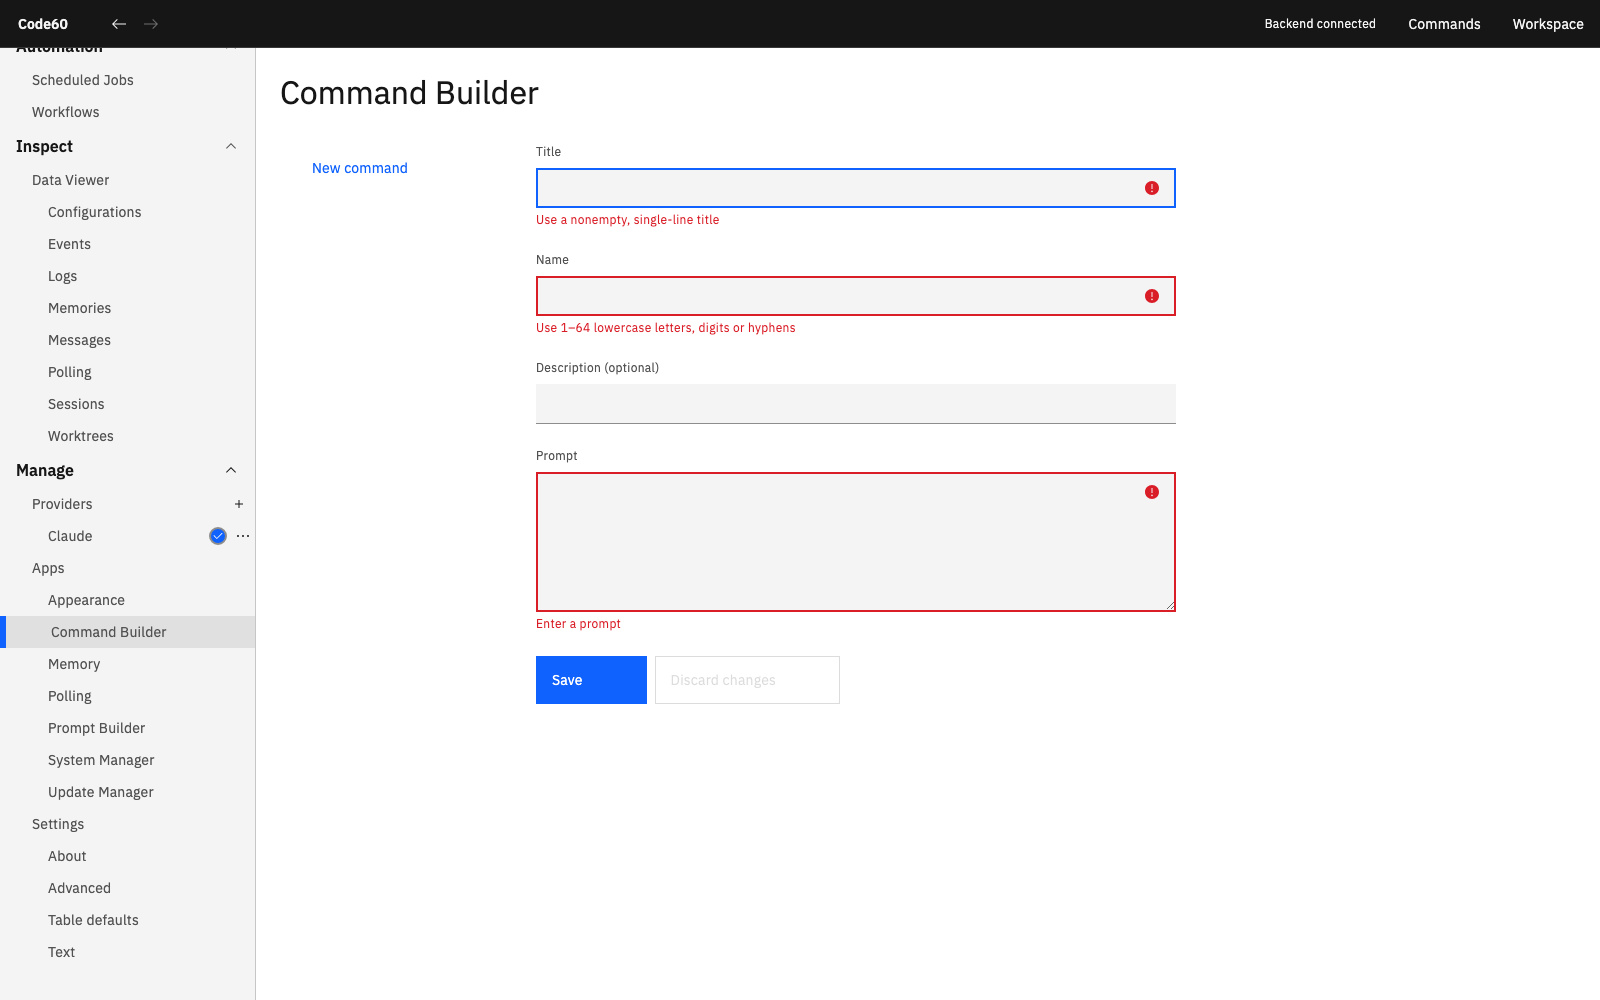 Code60
Backend connected
Commands
Workspace
Automation
Scheduled Jobs
Workflows
Inspect
Data Viewer
Configurations
Events
Logs
Memories
Messages
Polling
Sessions
Worktrees
Manage
Providers
Claude
Apps
Appearance
Command Builder
Memory
Polling
Prompt Builder
System Manager
Update Manager
Settings
About
Advanced
Table defaults
Text
Command Builder
New command
Title
Use a nonempty, single-line title
Name
Use 1–64 lowercase letters, digits or hyphens
Description (optional)
Prompt
Enter a prompt
Save
Discard changes